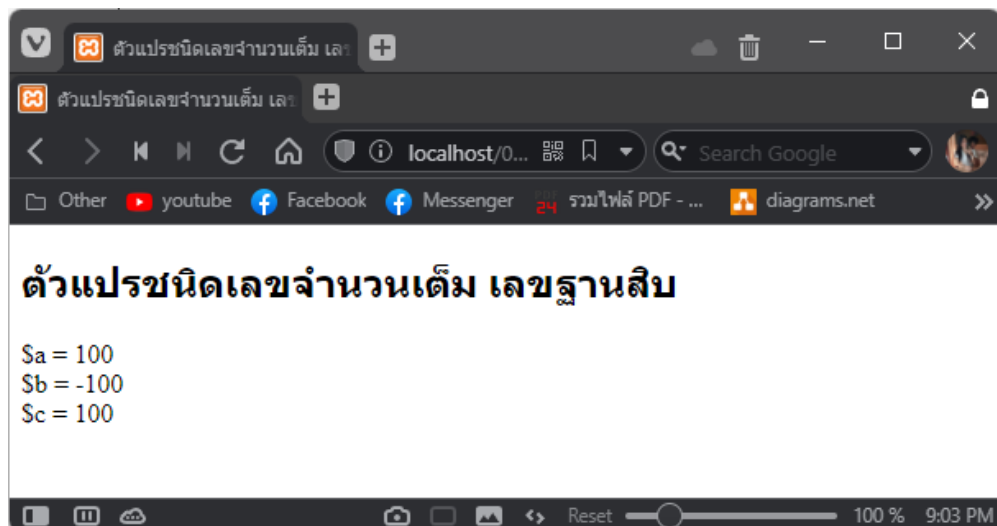 ตัวแปรชนิดเลขจำนวนเต็ม เลข
ตัวแปรชนิดเลขจำนวนเต็ม เลข
localhost/0... Search Google
Other youtube Facebook Messenger PDF 24 รวมไฟล์ PDF - ... diagrams.net
ตัวแปรชนิดเลขจำนวนเต็ม เลขฐานสิบ
$a = 100
$b = -100
$c = 100
Reset 100 % 9:03 PM